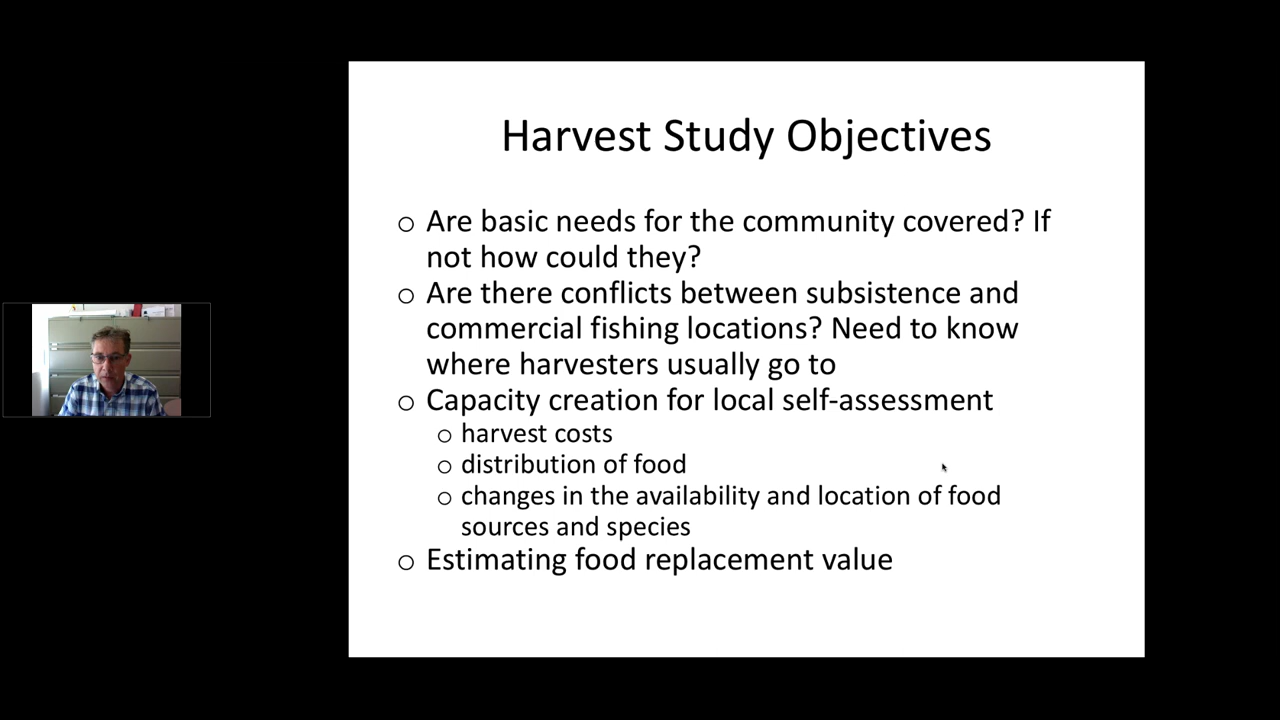 Harvest Study Objectives
o Are basic needs for the community covered? If
not how could they?
o Are there conflicts between subsistence and
commercial fishing locations? Need to know
where harvesters usually go to
o Capacity creation for local self-assessment
o harvest costs
o distribution of food
o changes in the availability and location of food
sources and species
o Estimating food replacement value